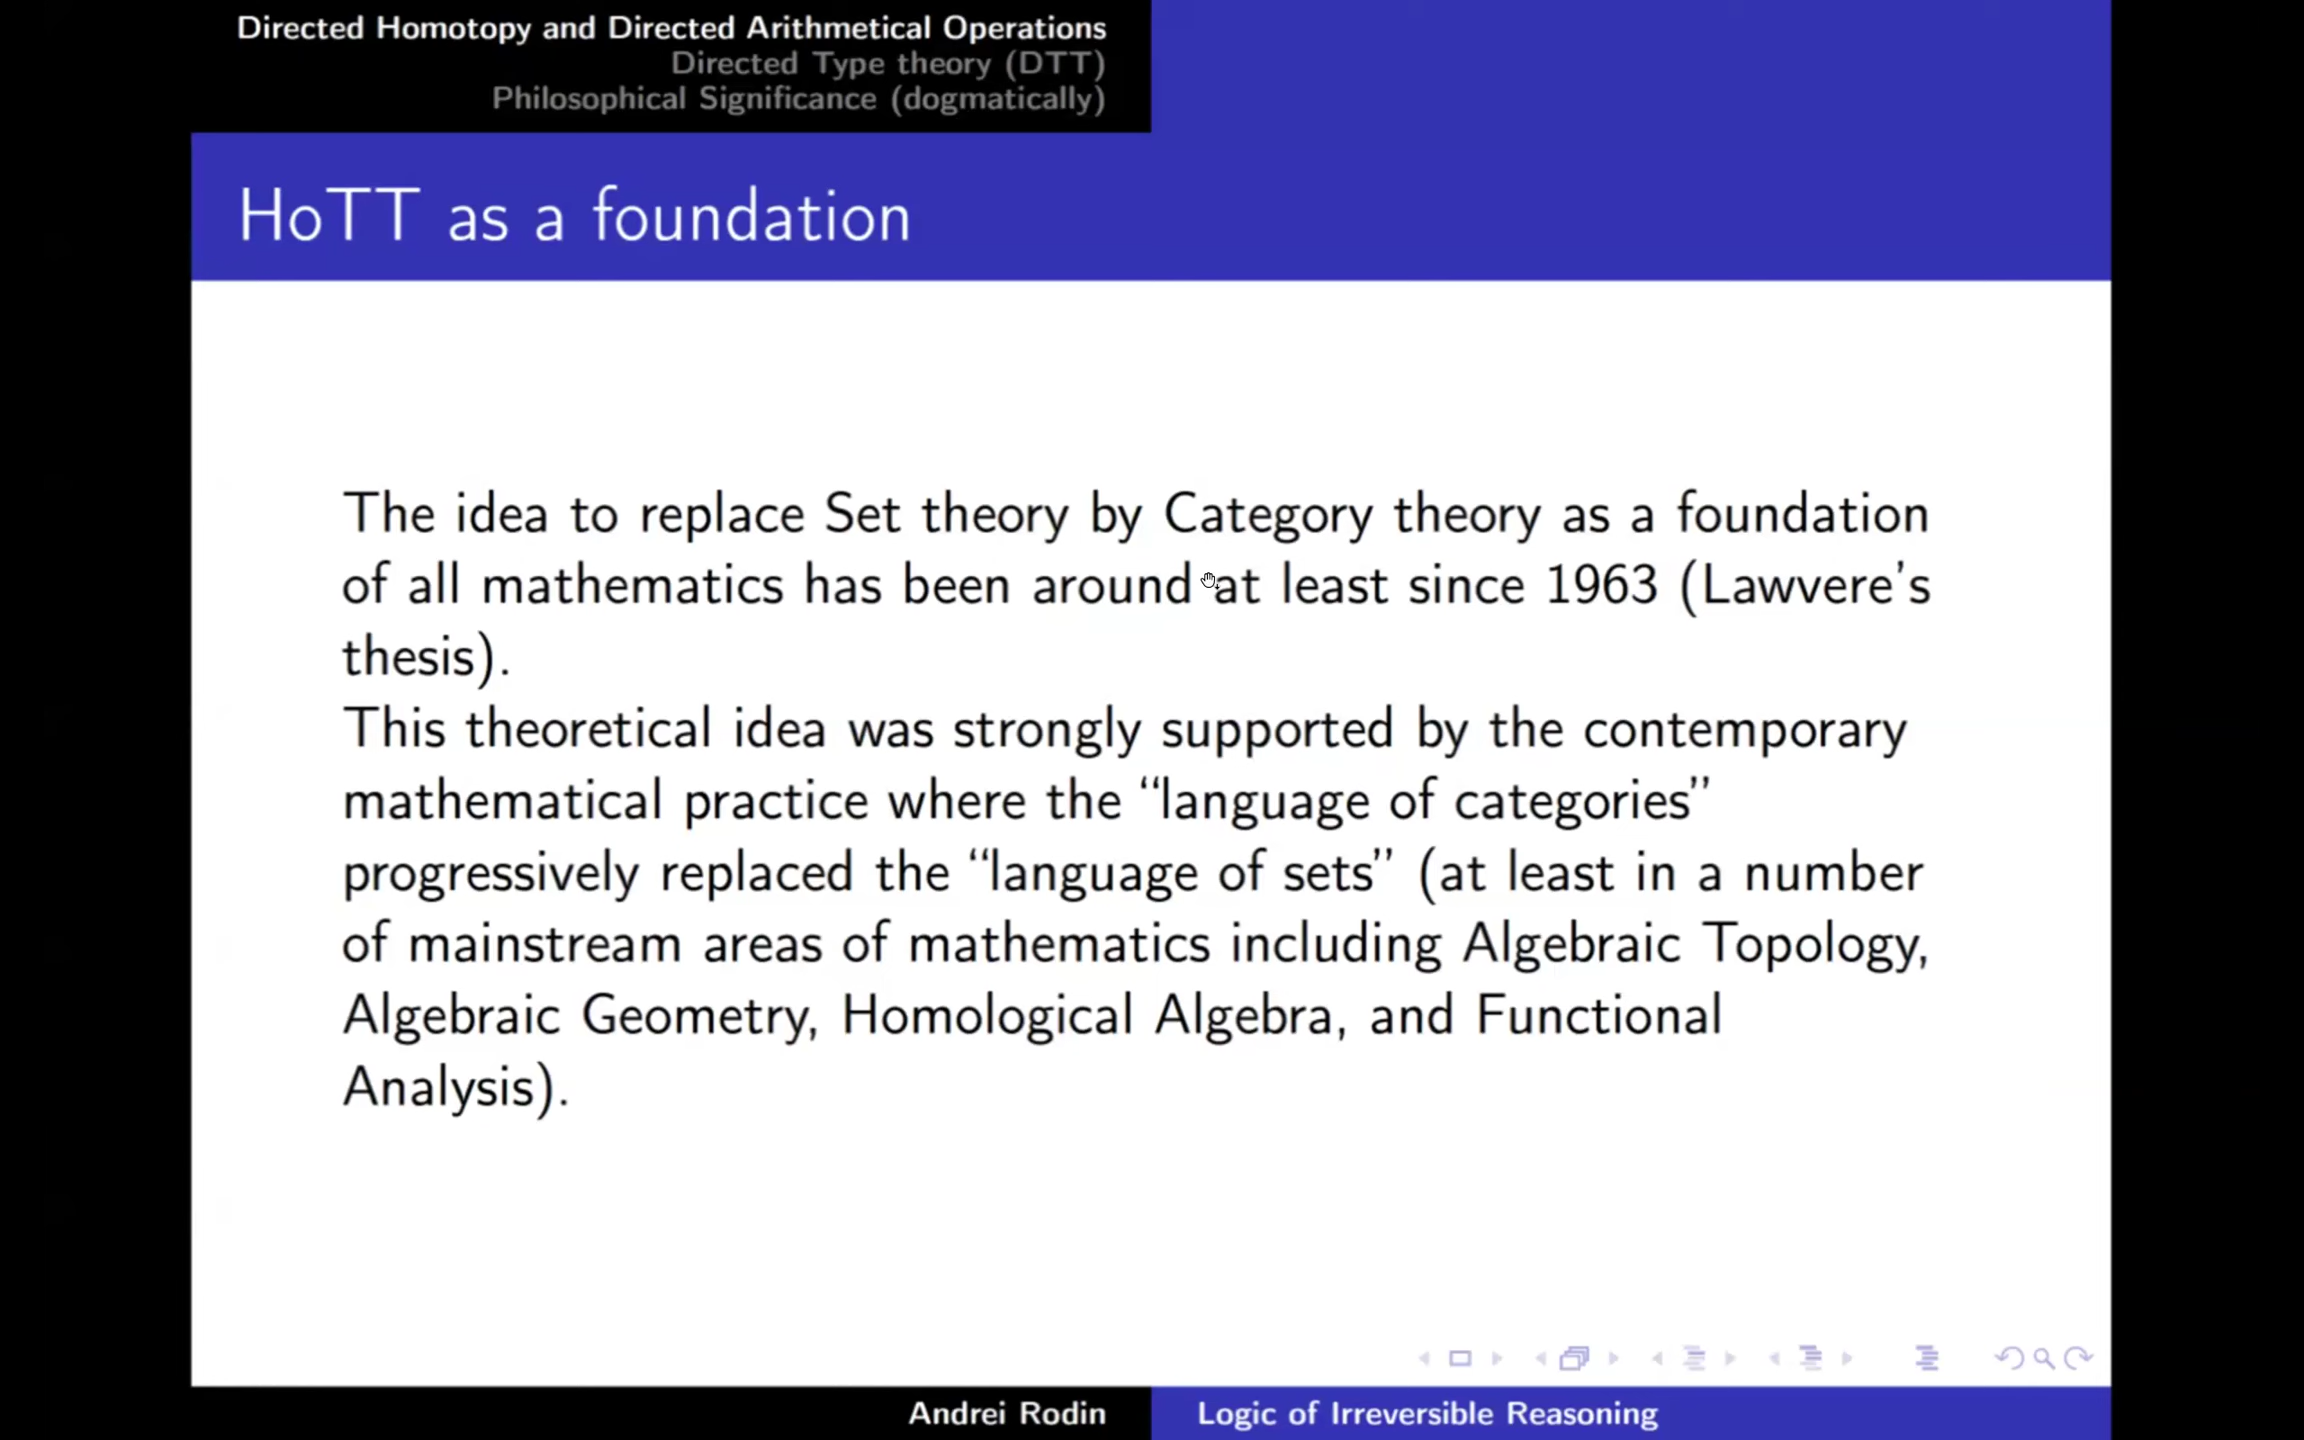 Directed Homotopy and Directed Arithmetical Operations
Directed Type theory (DTT)
Philosophical Significance (dogmatically)
HoTT as a foundation
The idea to replace Set theory by Category theory as a foundation
of all mathematics has been around at least since 1963 (Lawvere's
thesis).
This theoretical idea was strongly supported by the contemporary
mathematical practice where the “language of categories”
progressively replaced the “language of sets” (at least in a number
of mainstream areas of mathematics including Algebraic Topology,
Algebraic Geometry, Homological Algebra, and Functional
Analysis).
Andrei Rodin
Logic of Irreversible Reasoning